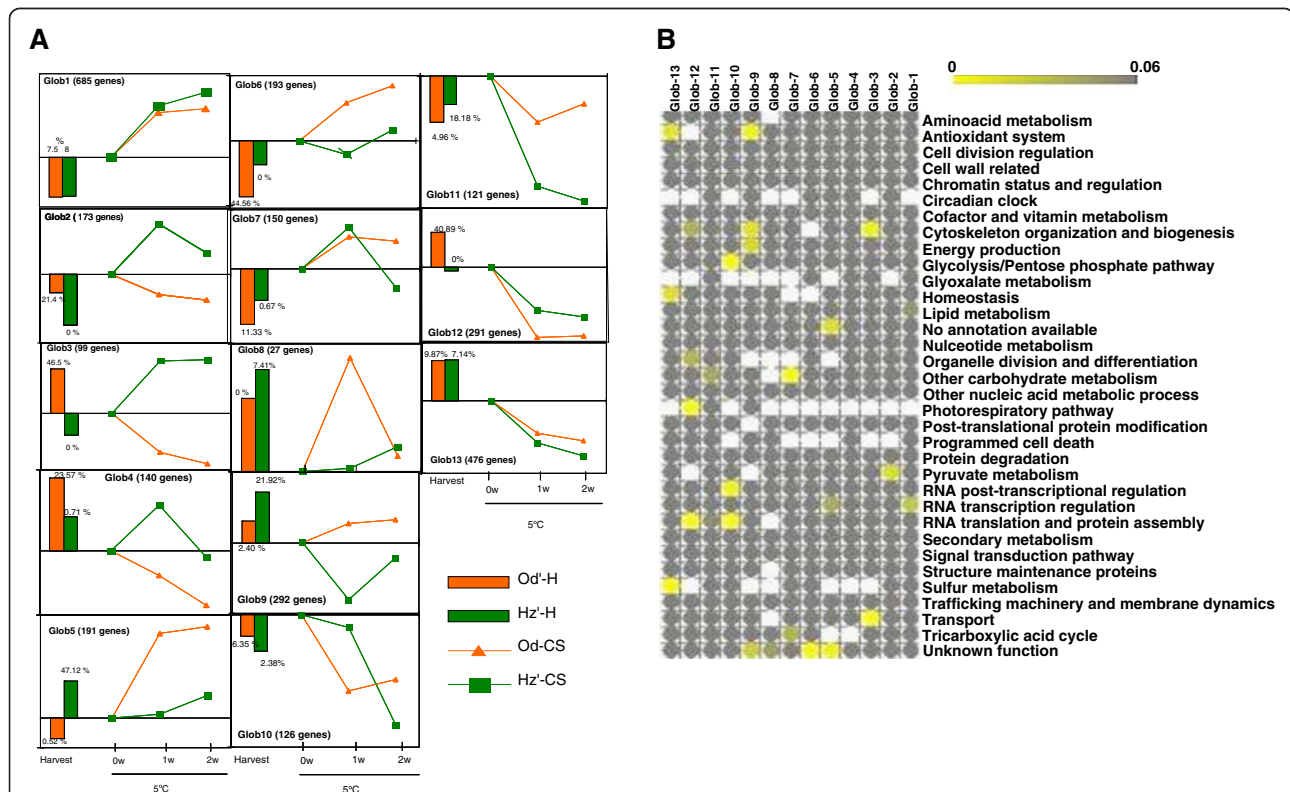 A
Glob1 (685 genes)
%
7.5 8
Glob2 (173 genes)
21.4 %
0 %
Glob3 (99 genes)
46.5 %
0 %
Glob4 (140 genes)
23.57 %
0.71 %
Glob5 (191 genes)
47.12 %
0.52 %
Harvest
0w 1w 2w
5ºC
Glob6 (193 genes)
0 %
44.56 %
Glob7 (150 genes)
0.67 %
11.33 %
Glob8 (27 genes)
7.41%
0 %
21.92%
2.40 %
Glob9 (292 genes)
6.35 %
2.38%
Glob10 (126 genes)
Harvest
0w 1w 2w
5ºC
18.18 %
4.96 %
Glob11 (121 genes)
40,89 %
0%
Glob12 (291 genes)
9.87% 7.14%
Glob13 (476 genes)
Harvest
0w 1w 2w
5ºC
Od'-H
Hz'-H
Od-CS
Hz'-CS
B
Glob-13
Glob-12
Glob-11
Glob-10
Glob-9
Glob-8
Glob-7
Glob-6
Glob-5
Glob-4
Glob-3
Glob-2
Glob-1
0 0.06
Aminoacid metabolism
Antioxidant system
Cell division regulation
Cell wall related
Chromatin status and regulation
Circadian clock
Cofactor and vitamin metabolism
Cytoskeleton organization and biogenesis
Energy production
Glycolysis/Pentose phosphate pathway
Glyoxalate metabolism
Homeostasis
Lipid metabolism
No annotation available
Nulceotide metabolism
Organelle division and differentiation
Other carbohydrate metabolism
Other nucleic acid metabolic process
Photorespiratory pathway
Post-translational protein modification
Programmed cell death
Protein degradation
Pyruvate metabolism
RNA post-transcriptional regulation
RNA transcription regulation
RNA translation and protein assembly
Secondary metabolism
Signal transduction pathway
Structure maintenance proteins
Sulfur metabolism
Trafficking machinery and membrane dynamics
Transport
Tricarboxylic acid cycle
Unknown function